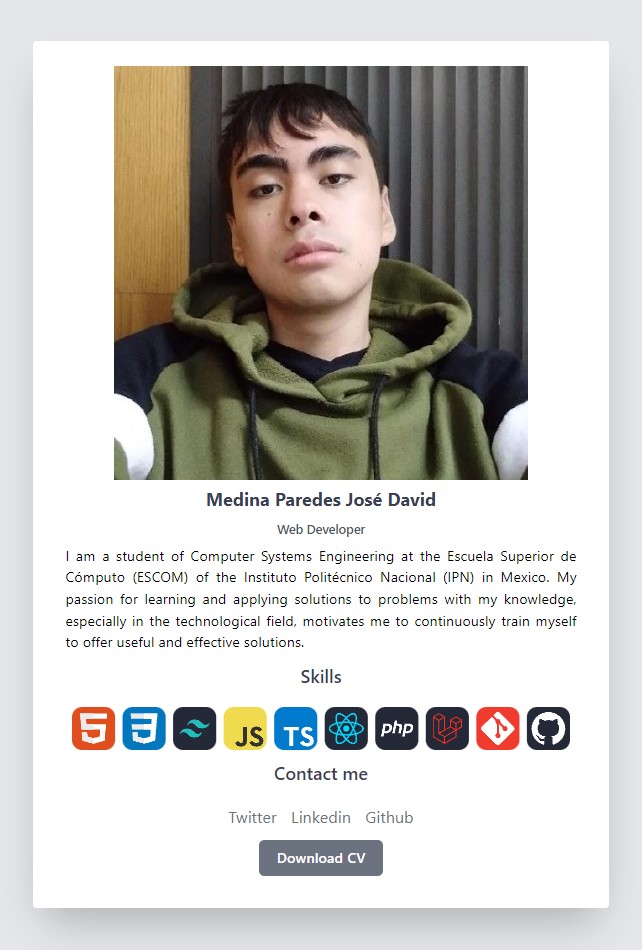 Medina Paredes José David
Web Developer
I am a student of Computer Systems Engineering at the Escuela Superior de
Cómputo (ESCOM) of the Instituto Politécnico Nacional (IPN) in Mexico. My
passion for learning and applying solutions to problems with my knowledge,
especially in the technological field, motivates me to continuously train myself
to offer useful and effective solutions.
Skills
JS TS php
Contact me
Twitter Linkedin Github
Download CV